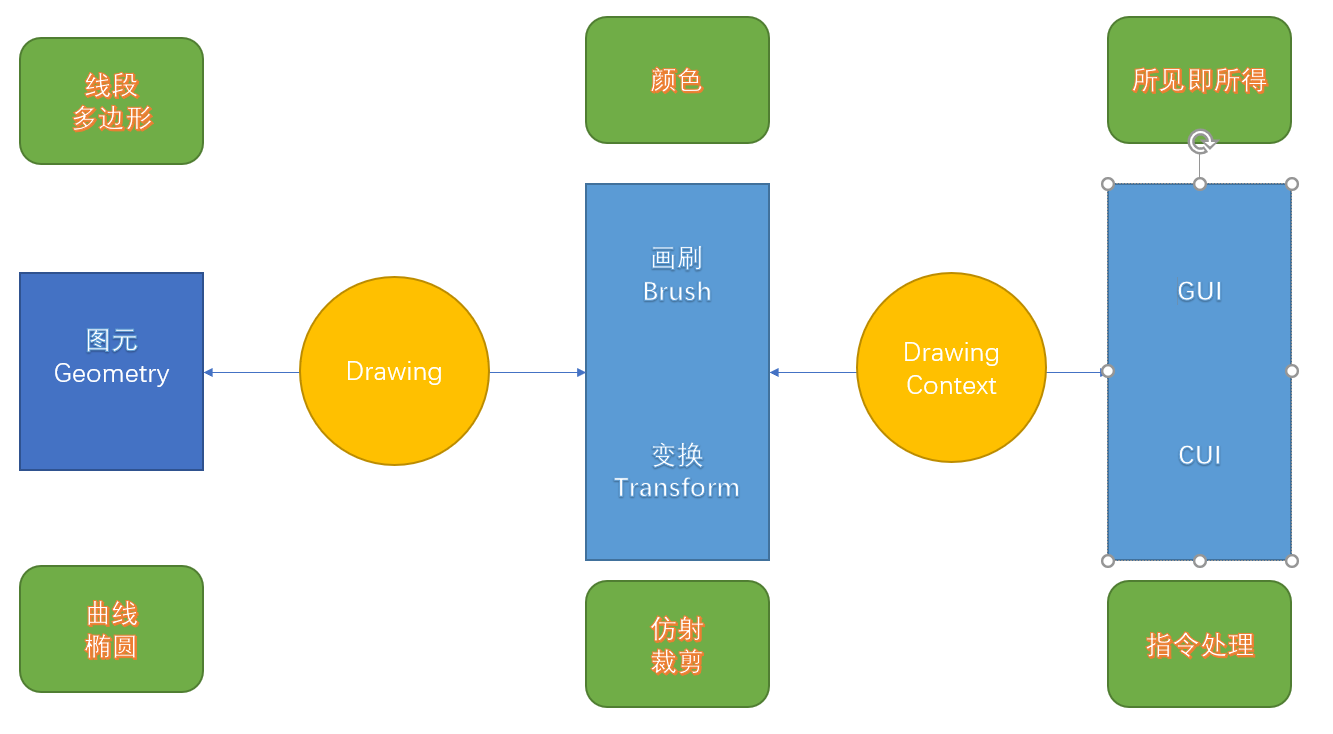 线段
多边形
颜色
所见即所得
画刷
Brush
GUI
图元
Geometry
Drawing
Drawing
Context
变换
Transform
CUI
曲线
椭圆
仿射
裁剪
指令处理